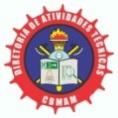 DIRETORIA DE ATIVIDADES TÉCNICAS
CBMAM